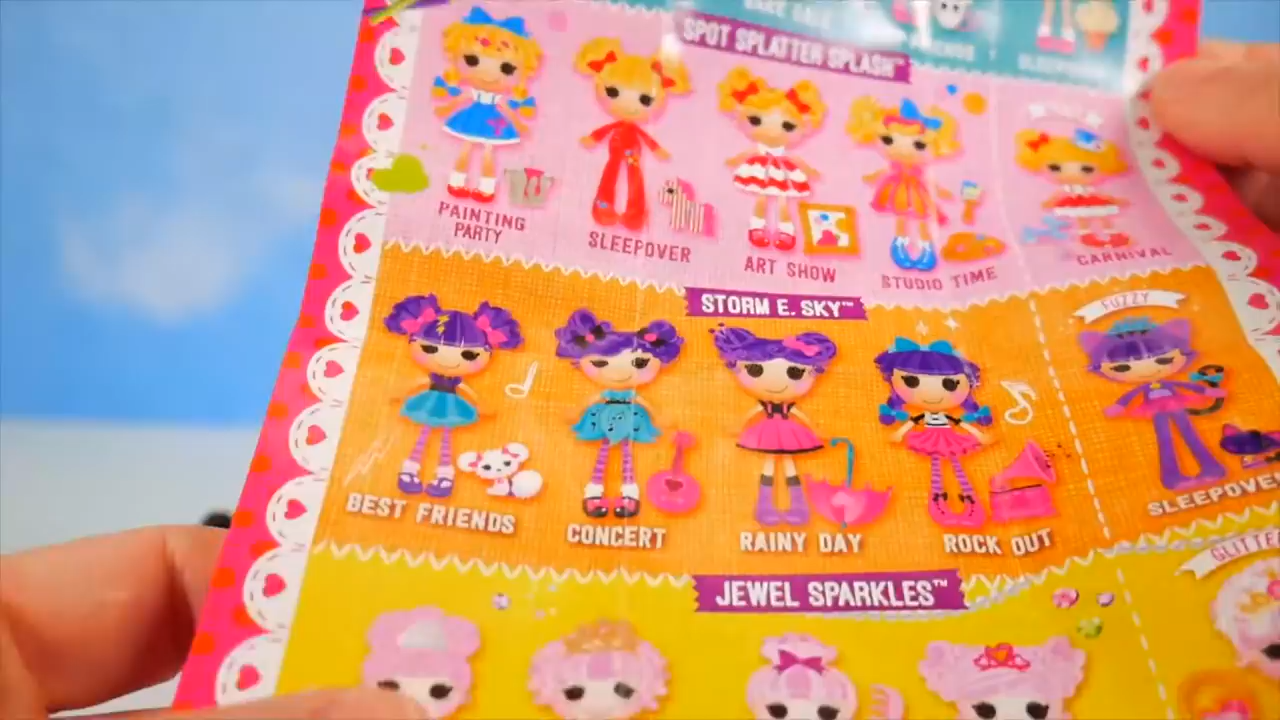 SPOT SPLATTER SPLASH™
PAINTING
PARTY
SLEEPOVER
ART SHOW
STUDIO TIME
CARNIVAL
STORM E. SKY™
FUZZY
BEST FRIENDS
CONCERT
RAINY DAY
ROCK OUT
SLEEPOVER
JEWEL SPARKLES™